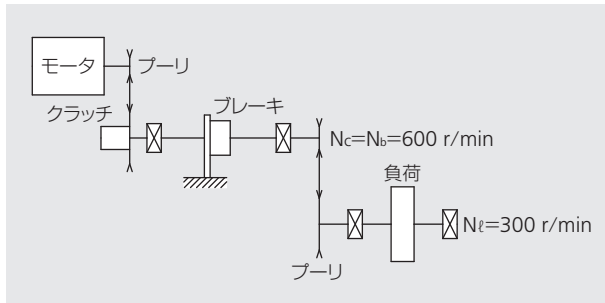 モータ
プーリ
クラッチ
ブレーキ
Nc=Nb=600 r/min
負荷
Nℓ=300 r/min
プーリ